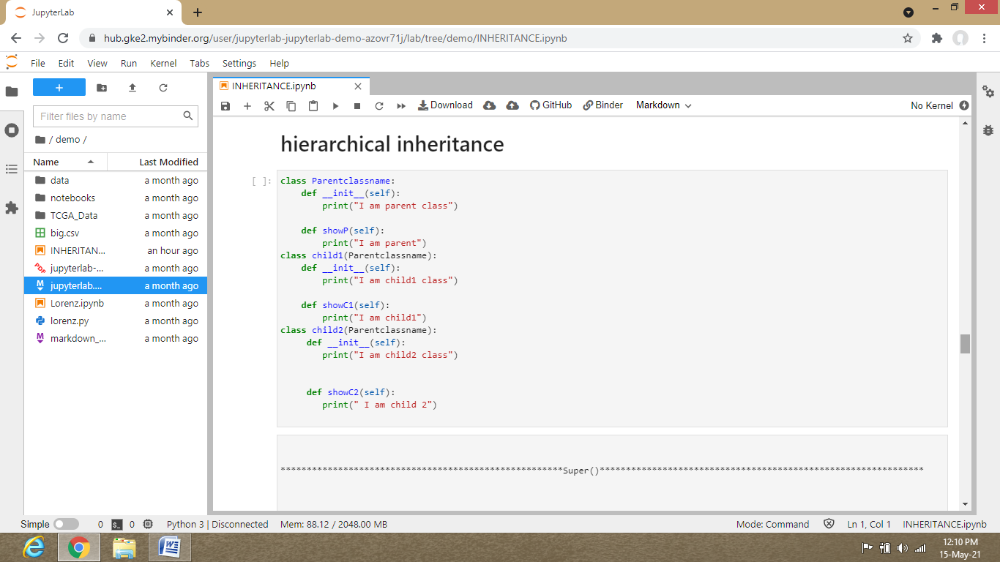 JupyterLab
hub.gke2.mybinder.org/user/jupyterlab-jupyterlab-demo-azovr71j/lab/tree/demo/INHERITANCE.ipynb
File Edit View Run Kernel Tabs Settings Help
INHERITANCE.ipynb
Download GitHub Binder Markdown No Kernel
Filter files by name
/ demo /
Name Last Modified
data a month ago
notebooks a month ago
TCGA_Data a month ago
big.csv a month ago
INHERITAN... an hour ago
jupyterlab-... a month ago
jupyterlab.... a month ago
Lorenz.ipynb a month ago
lorenz.py a month ago
markdown_... a month ago
hierarchical inheritance
[ ]:
class Parentclassname:
    def __init__(self):
        print("I am parent class")
    def showP(self):
        print("I am parent")
class child1(Parentclassname):
    def __init__(self):
        print("I am child1 class")
    def showC1(self):
        print("I am child1")
class child2(Parentclassname):
     def __init__(self):
        print("I am child2 class")
     def showC2(self):
        print(" I am child 2")
******************************************************Super()**************************************************************
Simple 0 $_ 0 Python 3 | Disconnected Mem: 88.12 / 2048.00 MB Mode: Command Ln 1, Col 1 INHERITANCE.ipynb
12:10 PM
15-May-21